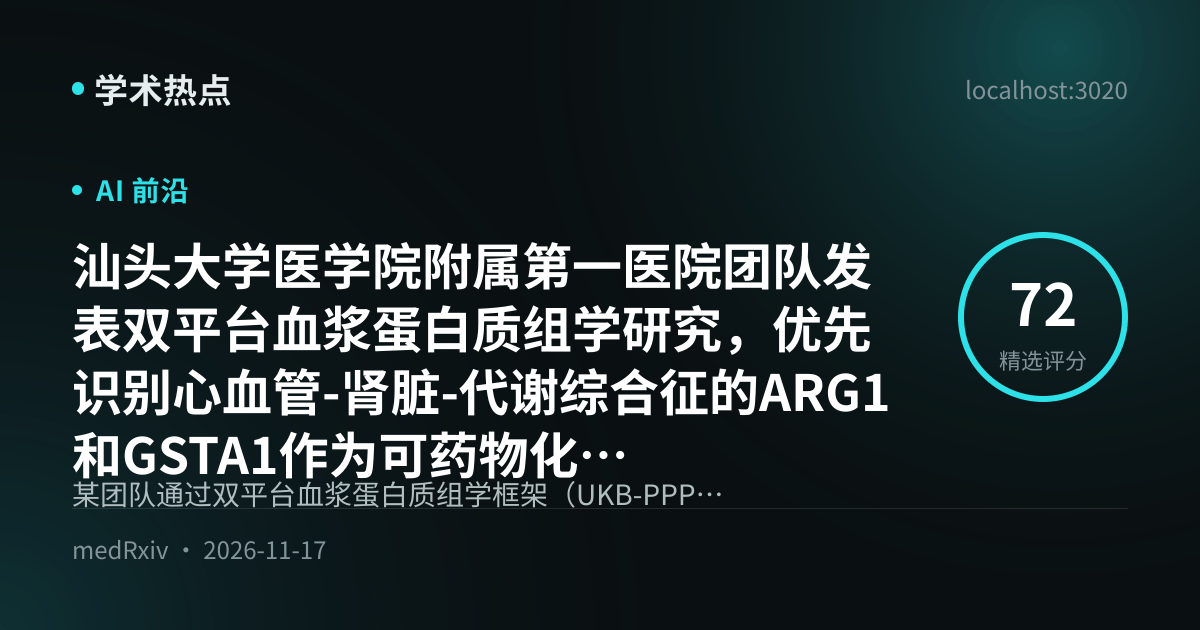 学术热点
localhost:3020
AI 前沿
汕头大学医学院附属第一医院团队发
表双平台血浆蛋白质组学研究，优先
识别心血管-肾脏-代谢综合征的ARG1
和GSTA1作为可药物化…
72
精选评分
某团队通过双平台血浆蛋白质组学框架（UKB-PPP…
medRxiv · 2026-11-17